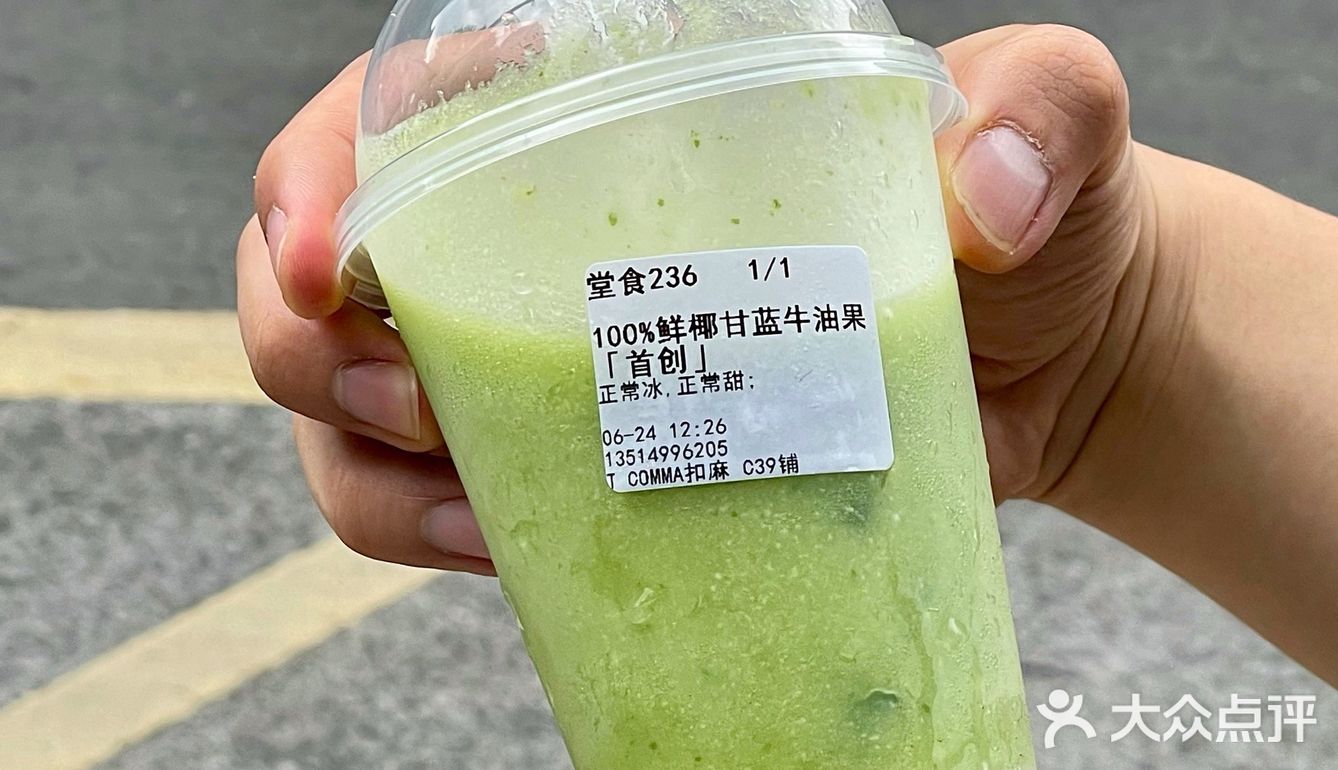 堂食236 1/1
100%鲜椰甘蓝牛油果
「首创」
正常冰,正常甜;
06-24 12:26
13514996205
T COMMA扣麻 C39铺
大众点评